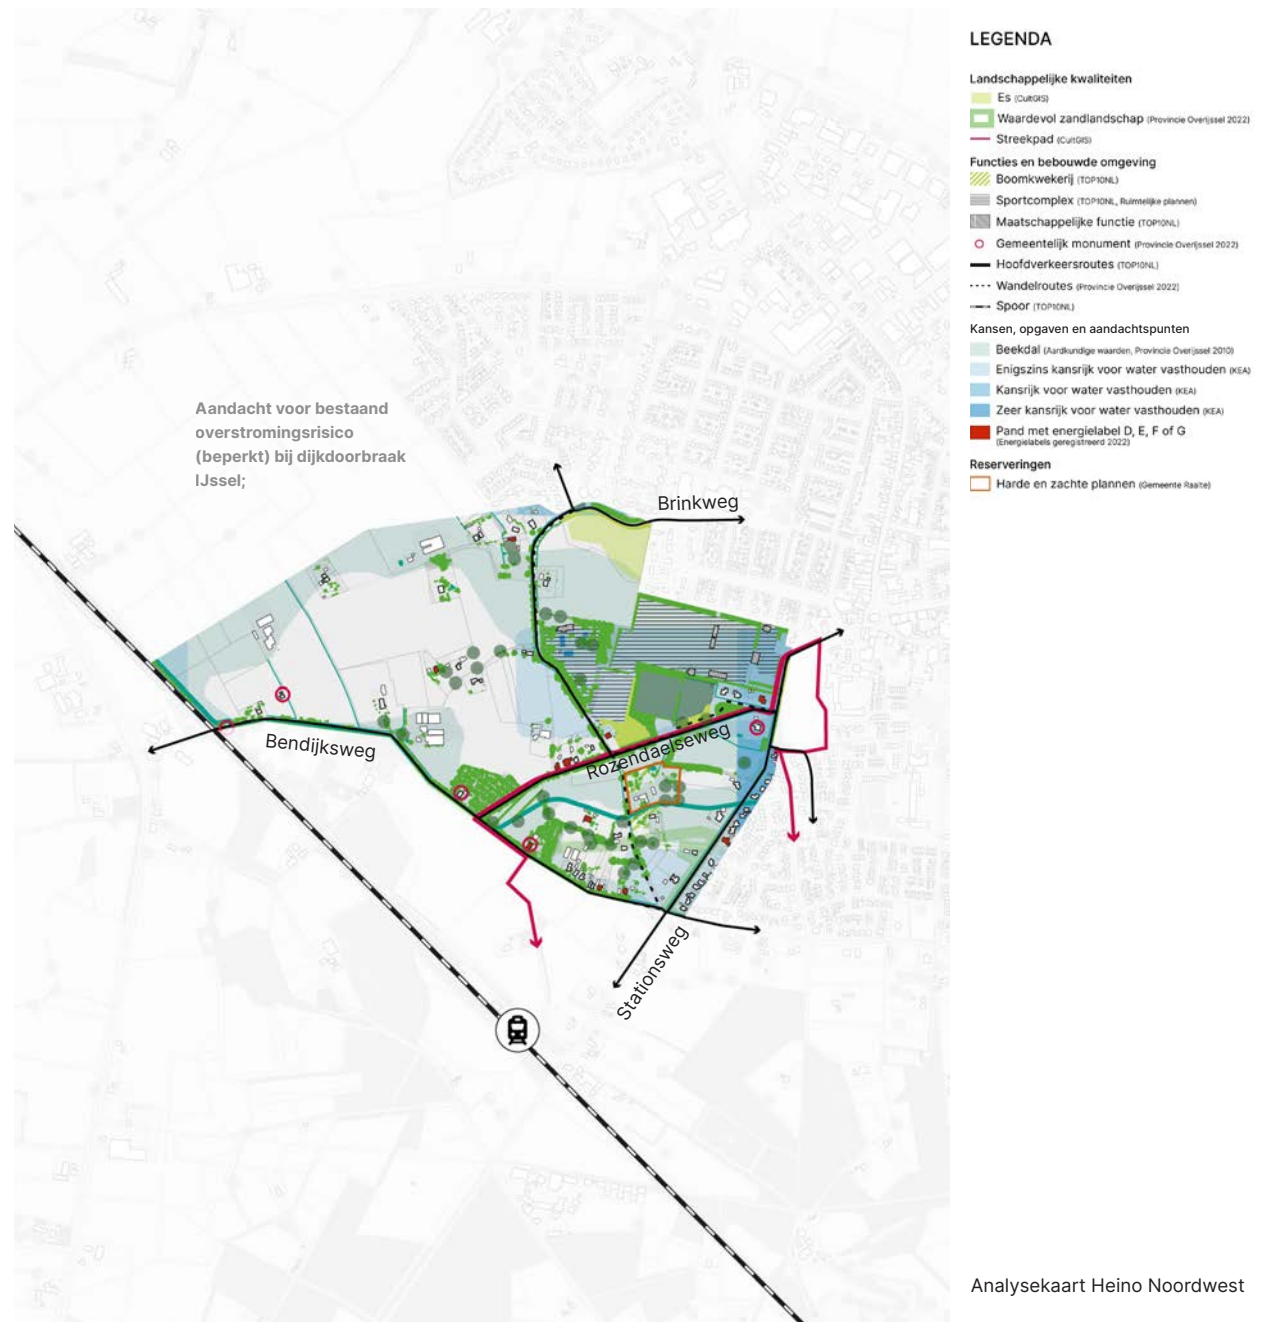 LEGENDA
Landschappelijke kwaliteiten
Es (CultGIS)
Waardevol zandlandschap (Provincie Overijssel 2022)
Streekpad (CultGIS)
Functies en bebouwde omgeving
Boomkwekerij (TOP10NL)
Sportcomplex (TOP10NL, Ruimtelijke plannen)
Maatschappelijke functie (TOP10NL)
Gemeentelijk monument (Provincie Overijssel 2022)
Hoofdverkeersroutes (TOP10NL)
Wandelroutes (Provincie Overijssel 2022)
Spoor (TOP10NL)
Kansen, opgaven en aandachtspunten
Beekdal (Aardkundige waarden, Provincie Overijssel 2010)
Enigszins kansrijk voor water vasthouden (KEA)
Kansrijk voor water vasthouden (KEA)
Zeer kansrijk voor water vasthouden (KEA)
Pand met energielabel D, E, F of G
(Energielabels geregistreerd 2022)
Reserveringen
Harde en zachte plannen (Gemeente Raalte)
Aandacht voor bestaand
overstromingsrisico
(beperkt) bij dijkdoorbraak
IJssel;
Brinkweg
Bendijksweg
Rozendaelseweg
Stationsweg
Analysekaart Heino Noordwest